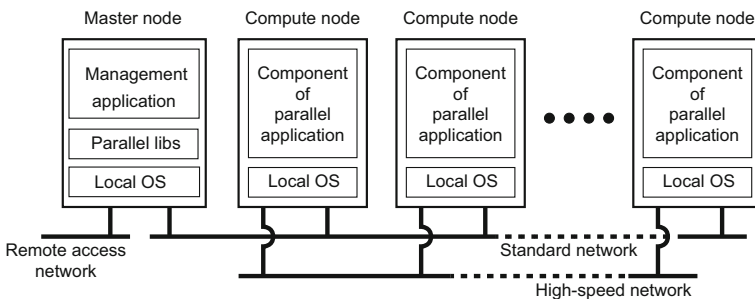 Master node
Compute node
Compute node
Compute node
Management
application
Parallel libs
Local OS
Component
of
parallel
application
Local OS
Component
of
parallel
application
Local OS
Component
of
parallel
application
Local OS
Remote access
network
Standard network
High-speed network